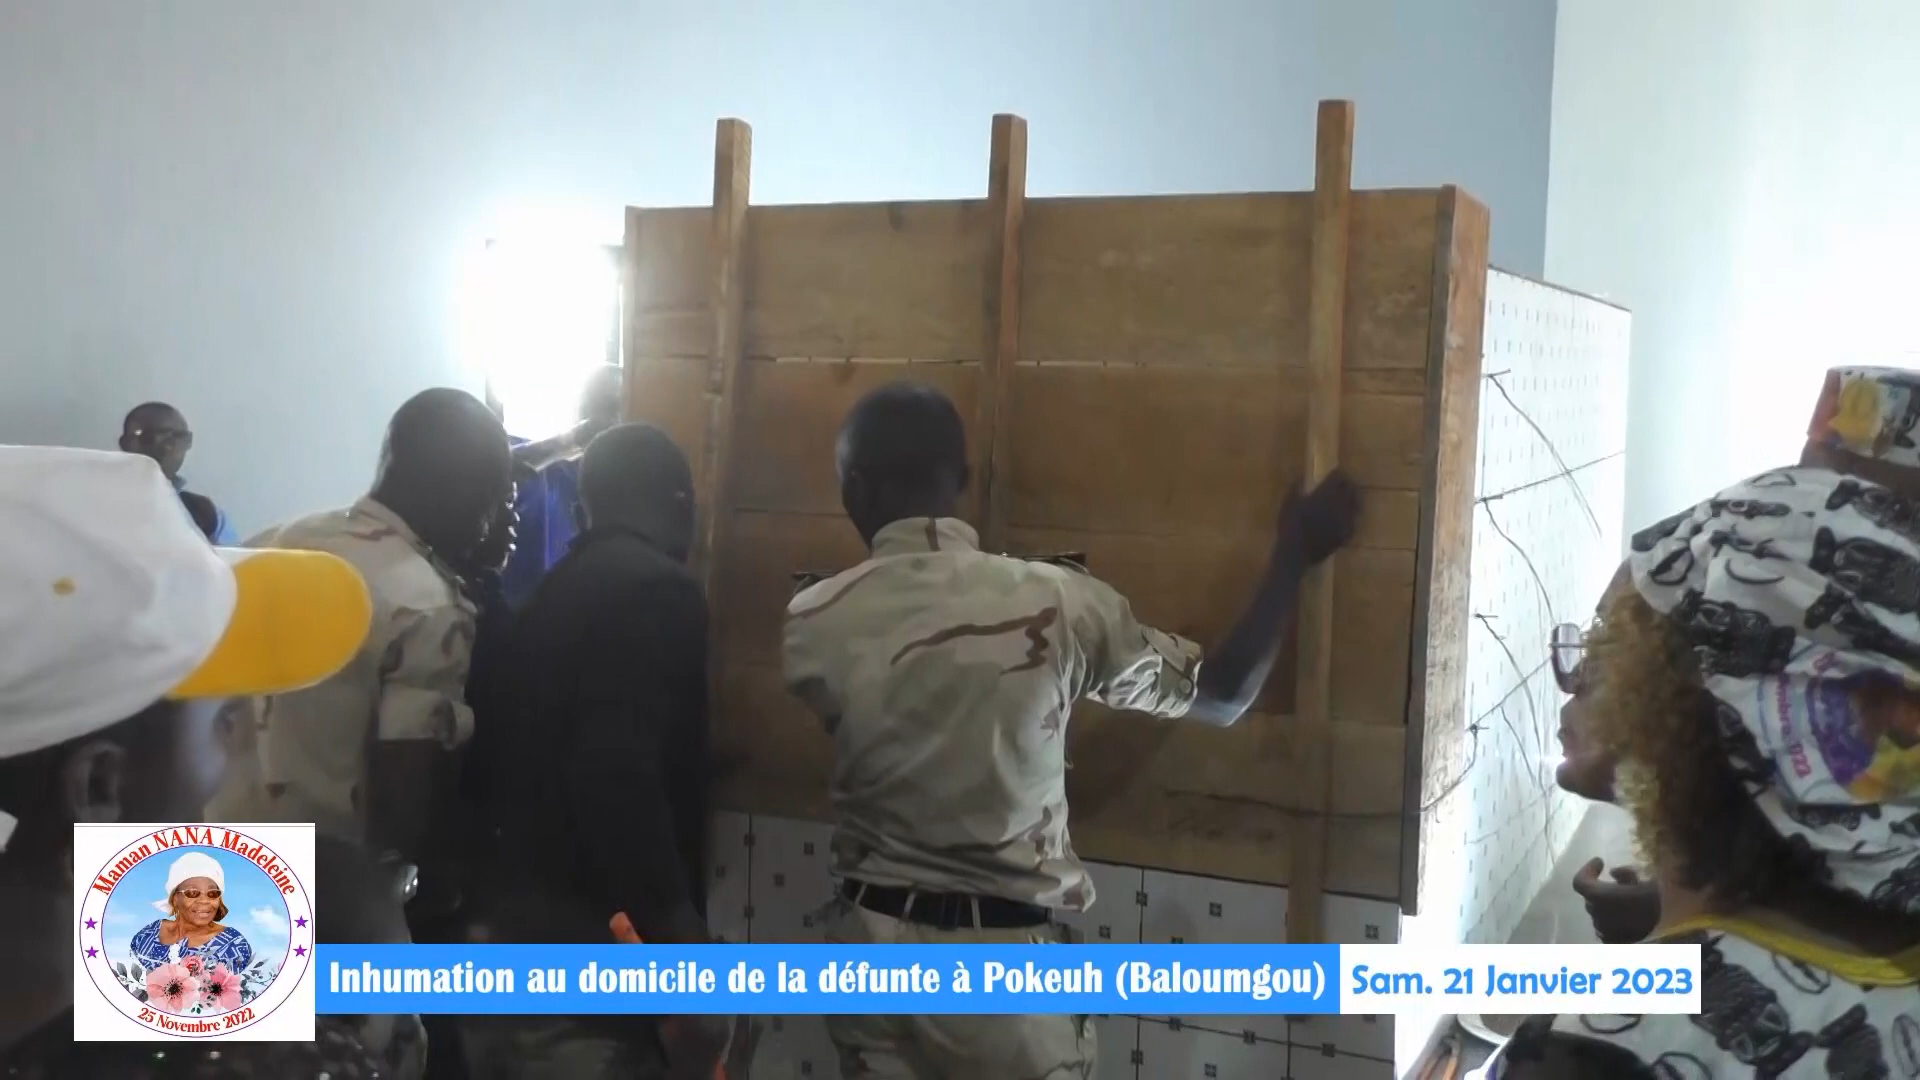 Maman NANA Madeleine
25 Novembre 2022
Inhumation au domicile de la défunte à Pokeuh (Baloumgou)
Sam. 21 Janvier 2023